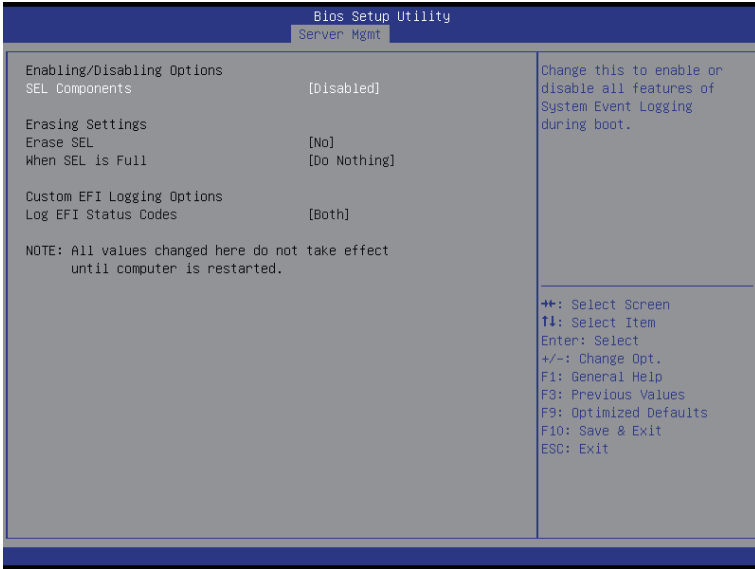 Bios Setup Utility
Server Mgmt
Enabling/Disabling Options
SEL Components [Disabled]
Erasing Settings
Erase SEL [No]
When SEL is Full [Do Nothing]
Custom EFI Logging Options
Log EFI Status Codes [Both]
NOTE: All values changed here do not take effect
until computer is restarted.
Change this to enable or
disable all features of
System Event Logging
during boot.
→←: Select Screen
↑↓: Select Item
Enter: Select
+/-: Change Opt.
F1: General Help
F3: Previous Values
F9: Optimized Defaults
F10: Save & Exit
ESC: Exit